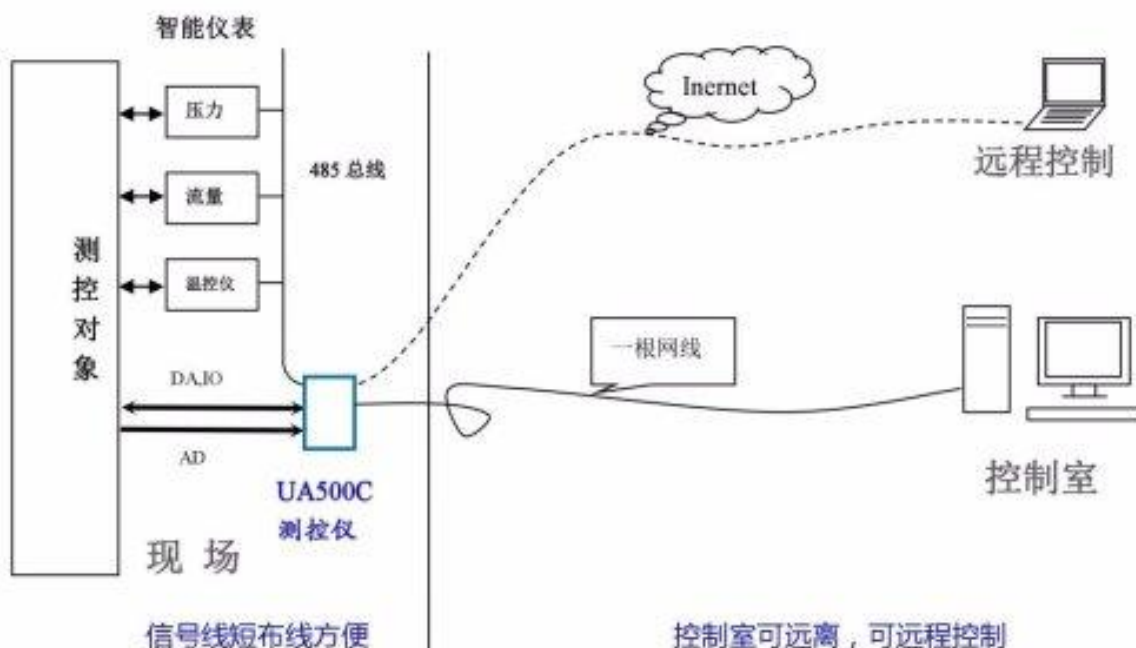 智能仪表
压力
流量
温控仪
485 总线
测控对象
DA,IO
AD
UA500C
测控仪
现 场
信号线短布线方便
Inernet
远程控制
一根网线
控制室
控制室可远离，可远程控制